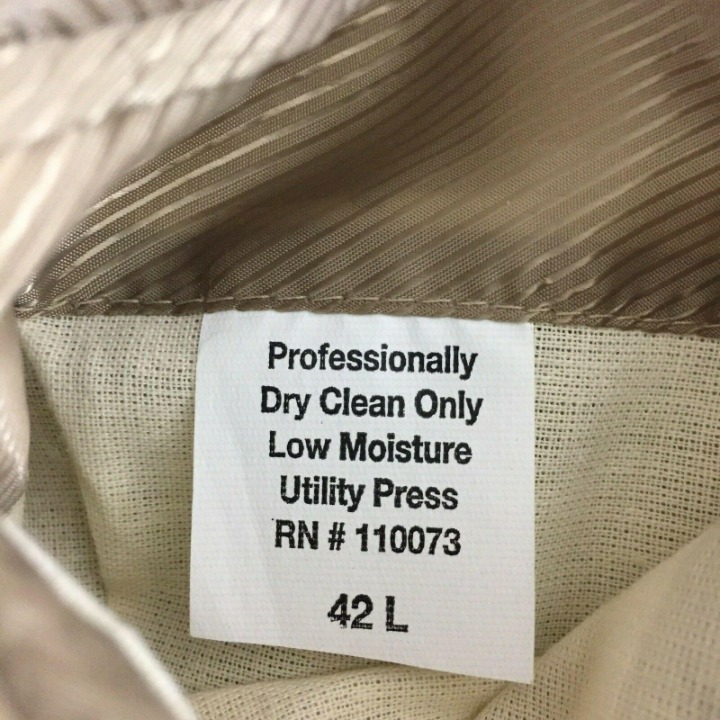 Professionally
Dry Clean Only
Low Moisture
Utility Press
RN # 110073
42 L